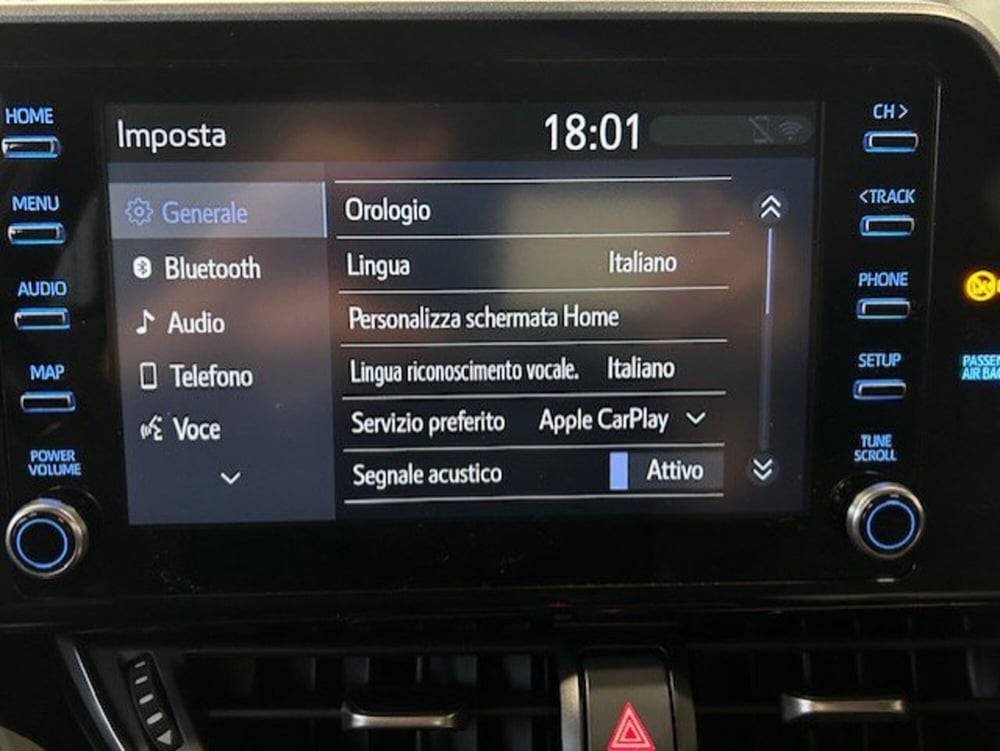 HOME
MENU
AUDIO
MAP
POWER
VOLUME
Imposta 18:01
Generale
Bluetooth
Audio
Telefono
Voce
Orologio
Lingua Italiano
Personalizza schermata Home
Lingua riconoscimento vocale. Italiano
Servizio preferito Apple CarPlay
Segnale acustico Attivo
CH >
< TRACK
PHONE
SETUP
TUNE
SCROLL
AIR